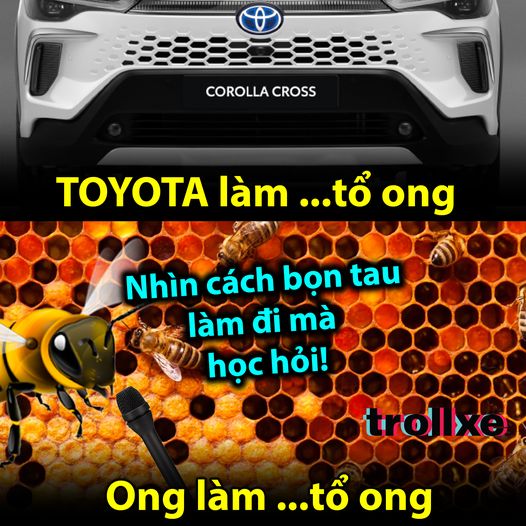 COROLLA CROSS
TOYOTA làm ...tổ ong
Nhìn cách bọn tau
làm đi mà
học hỏi!
trollxe
Ong làm ...tổ ong